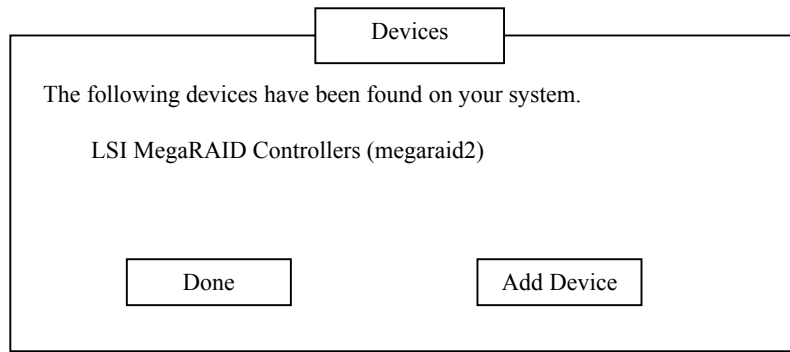 Devices
The following devices have been found on your system.
LSI MegaRAID Controllers (megaraid2)
Done
Add Device